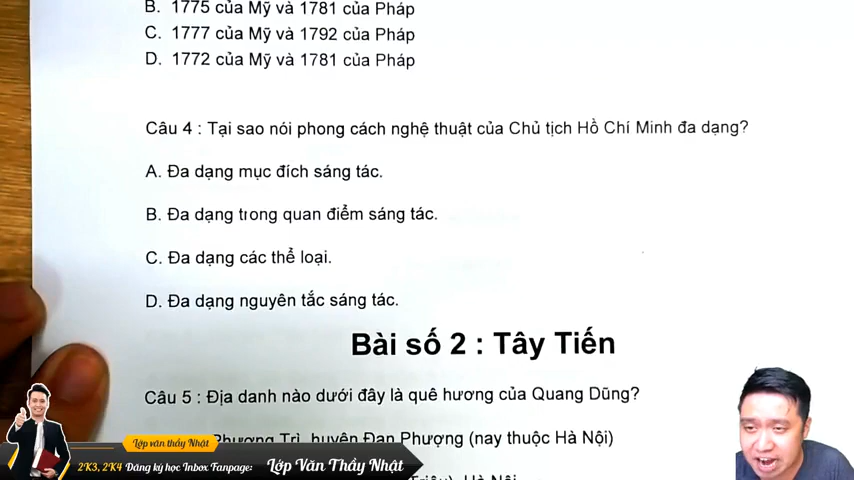 B. 1775 của Mỹ và 1781 của Pháp
C. 1777 của Mỹ và 1792 của Pháp
D. 1772 của Mỹ và 1781 của Pháp
Câu 4 : Tại sao nói phong cách nghệ thuật của Chủ tịch Hồ Chí Minh đa dạng?
A. Đa dạng mục đích sáng tác.
B. Đa dạng trong quan điểm sáng tác.
C. Đa dạng các thể loại.
D. Đa dạng nguyên tắc sáng tác.
Bài số 2 : Tây Tiến
Câu 5 : Địa danh nào dưới đây là quê hương của Quang Dũng?
Phượng Trì, huyện Đan Phượng (nay thuộc Hà Nội)
Hà Nội
Lớp văn thầy Nhật
2K3, 2K4 Đăng ký học Inbox Fanpage: Lớp Văn Thầy Nhật